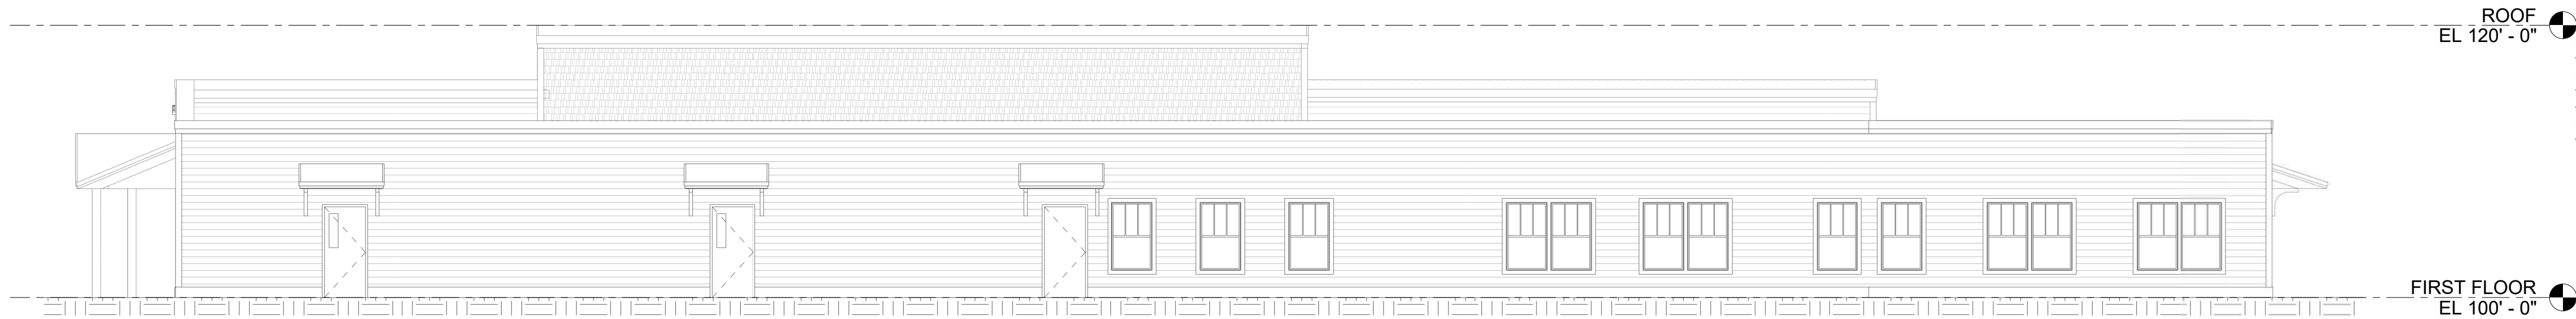 ROOF
EL 120' - 0"
FIRST FLOOR
EL 100' - 0"